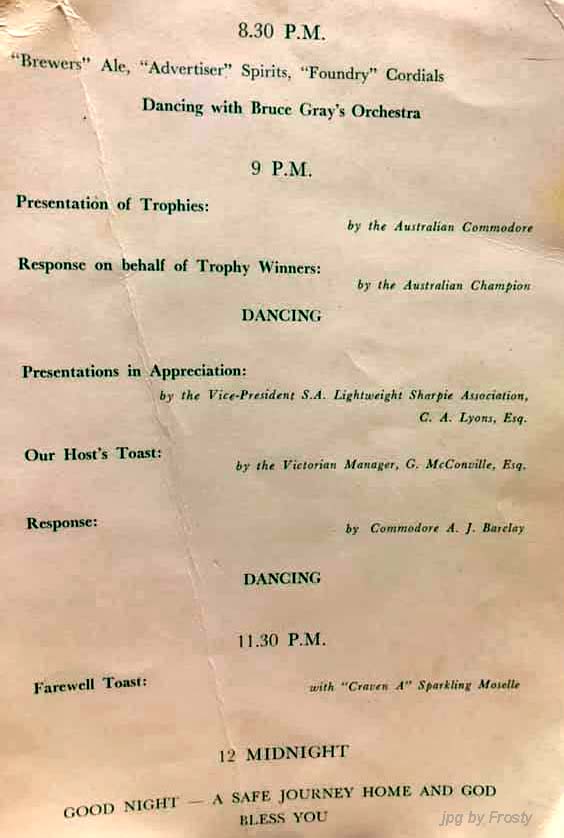 8.30 P.M.
"Brewers" Ale, "Advertiser" Spirits, "Foundry" Cordials
Dancing with Bruce Gray's Orchestra
9 P.M.
Presentation of Trophies:
by the Australian Commodore
Response on behalf of Trophy Winners:
by the Australian Champion
DANCING
Presentations in Appreciation:
by the Vice-President S.A. Lightweight Sharpie Association,
C. A. Lyons, Esq.
Our Host's Toast:
by the Victorian Manager, G. McConville, Esq.
Response:
by Commodore A. J. Barclay
DANCING
11.30 P.M.
Farewell Toast:
with "Craven A" Sparkling Moselle
12 MIDNIGHT
GOOD NIGHT — A SAFE JOURNEY HOME AND GOD
BLESS YOU
jpg by Frosty